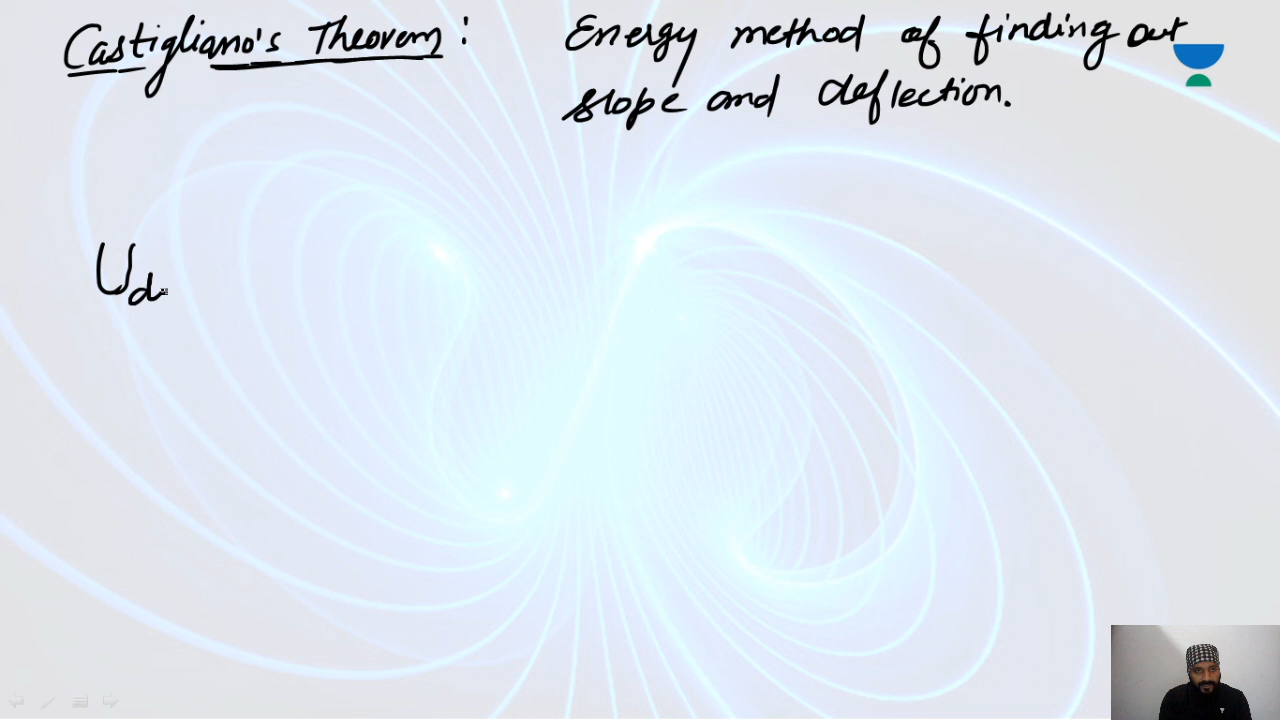 Castigliano's Theorem : Energy method of finding out
slope and deflection.
Ud